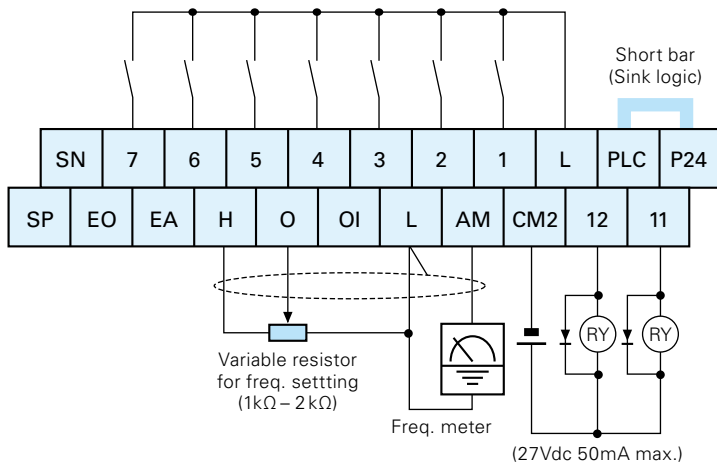 Short bar
(Sink logic)
SN 7 6 5 4 3 2 1 L PLC P24
SP EO EA H O OI L AM CM2 12 11
RY RY
Variable resistor
for freq. settting
(1kΩ – 2kΩ)
Freq. meter
(27Vdc 50mA max.)